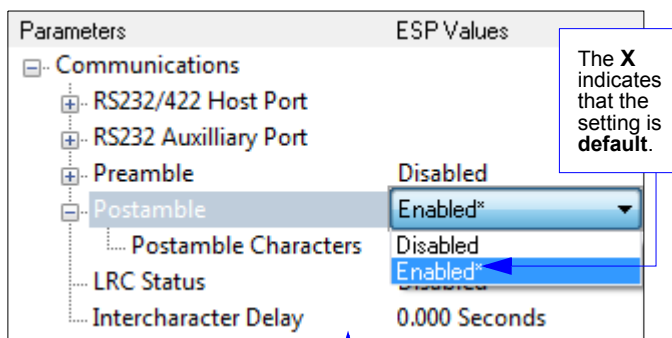 Parameters ESP Values
Communications
RS232/422 Host Port
RS232 Auxilliary Port
Preamble Disabled
Postamble Enabled*
Postamble Characters Disabled
Enabled*
LRC Status Disabled
Intercharacter Delay 0.000 Seconds
The X
indicates
that the
setting is
default.